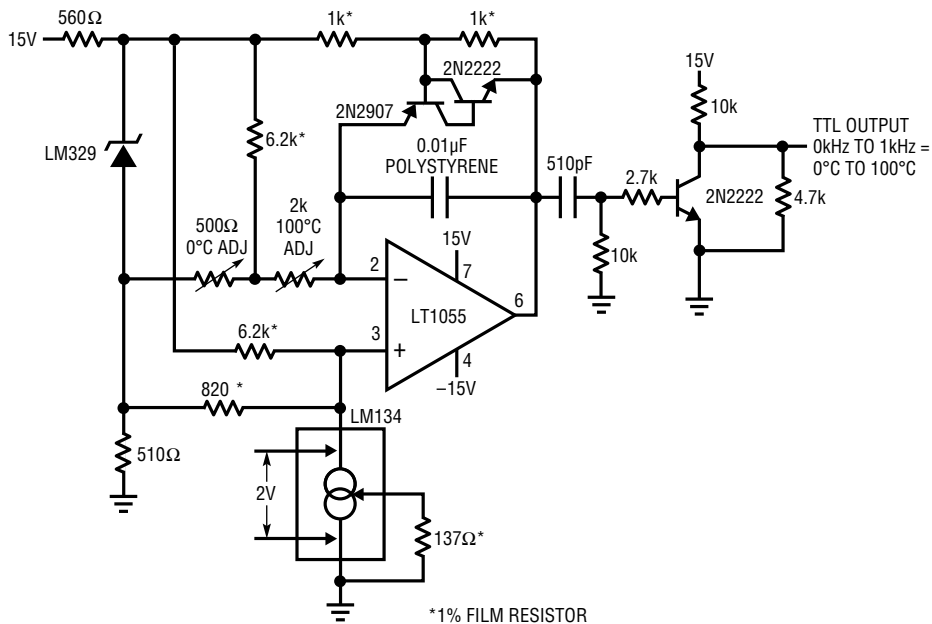 560Ω
15V
1k*
1k*
2N2222
2N2907
6.2k*
LM329
0.01µF
POLYSTYRENE
510pF
15V
10k
TTL OUTPUT
0kHz TO 1kHz =
0°C TO 100°C
2.7k
2N2222
4.7k
10k
500Ω
0°C ADJ
2k
100°C
ADJ
15V
2
7
–
LT1055
6
3
+
4
–15V
6.2k*
820 *
510Ω
LM134
2V
137Ω*
*1% FILM RESISTOR